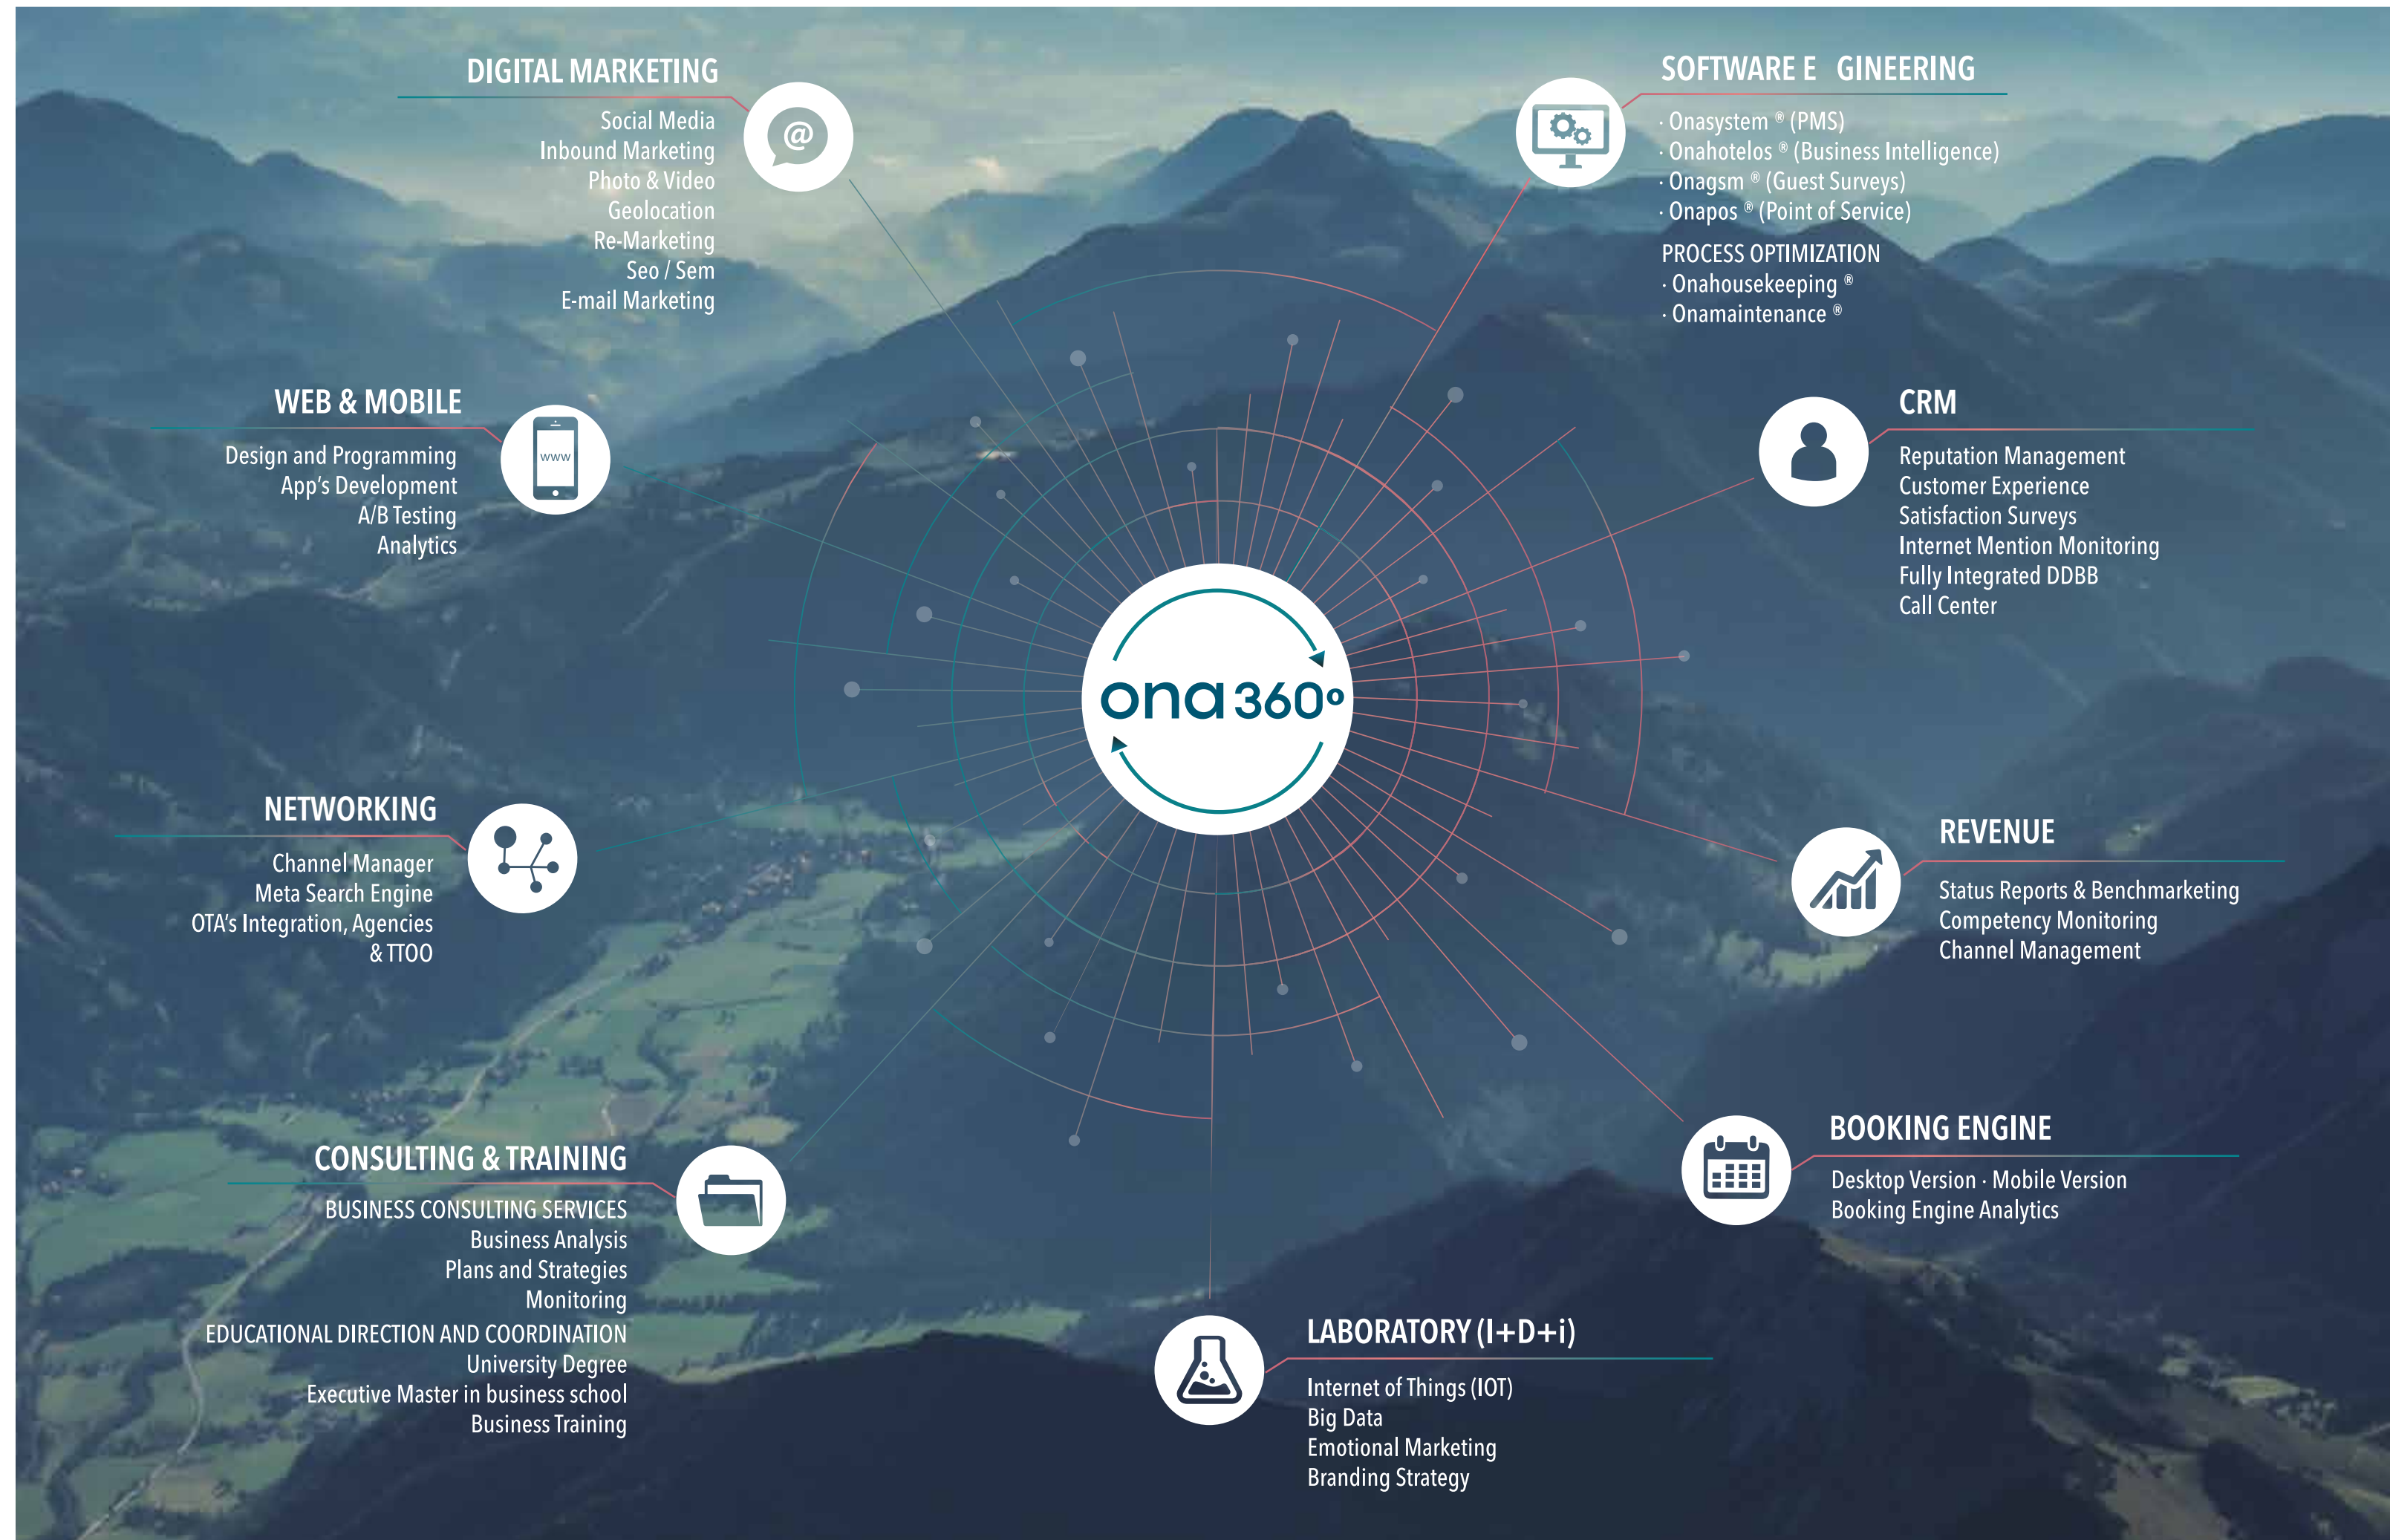 DIGITAL MARKETING
Social Media
Inbound Marketing
Photo & Video
Geolocation
Re-Marketing
Seo / Sem
E-mail Marketing
@
SOFTWARE E GINEERING
· Onasystem ® (PMS)
· Onahotelos ® (Business Intelligence)
· Onagsm ® (Guest Surveys)
· Onapos ® (Point of Service)
PROCESS OPTIMIZATION
· Onahousekeeping ®
· Onamaintenance ®
WEB & MOBILE
Design and Programming
App's Development
A/B Testing
Analytics
www
CRM
Reputation Management
Customer Experience
Satisfaction Surveys
Internet Mention Monitoring
Fully Integrated DDBB
Call Center
ona 360º
NETWORKING
Channel Manager
Meta Search Engine
OTA's Integration, Agencies
& TTOO
REVENUE
Status Reports & Benchmarketing
Competency Monitoring
Channel Management
CONSULTING & TRAINING
BUSINESS CONSULTING SERVICES
Business Analysis
Plans and Strategies
Monitoring
EDUCATIONAL DIRECTION AND COORDINATION
University Degree
Executive Master in business school
Business Training
BOOKING ENGINE
Desktop Version · Mobile Version
Booking Engine Analytics
LABORATORY (I+D+i)
Internet of Things (IOT)
Big Data
Emotional Marketing
Branding Strategy